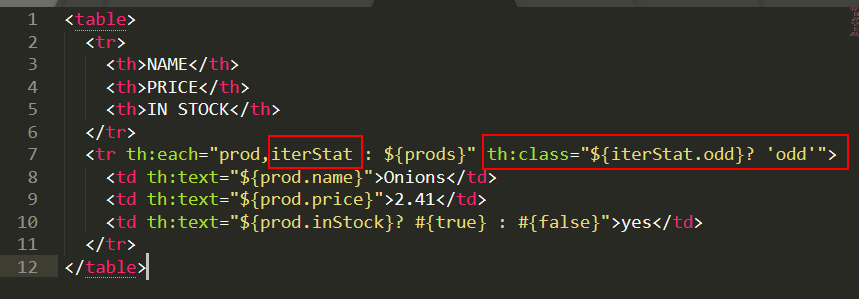 1 <table>
2 <tr>
3 <th>NAME</th>
4 <th>PRICE</th>
5 <th>IN STOCK</th>
6 </tr>
7 <tr th:each="prod,iterStat : ${prods}" th:class="${iterStat.odd}? 'odd'">
8 <td th:text="${prod.name}">Onions</td>
9 <td th:text="${prod.price}">2.41</td>
10 <td th:text="${prod.inStock}? #{true} : #{false}">yes</td>
11 </tr>
12 </table>